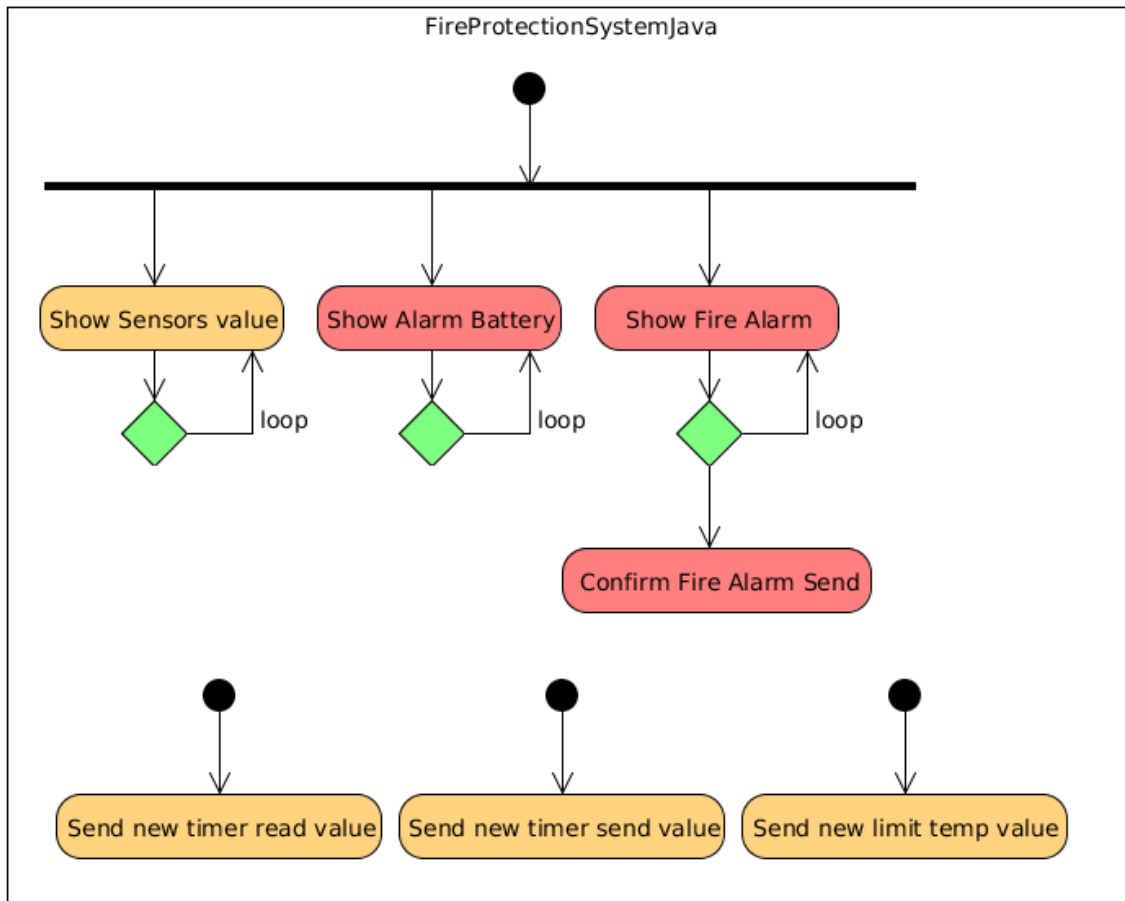 FireProtectionSystemJava
Show Sensors value
Show Alarm Battery
Show Fire Alarm
loop
loop
loop
Confirm Fire Alarm Send
Send new timer read value
Send new timer send value
Send new limit temp value